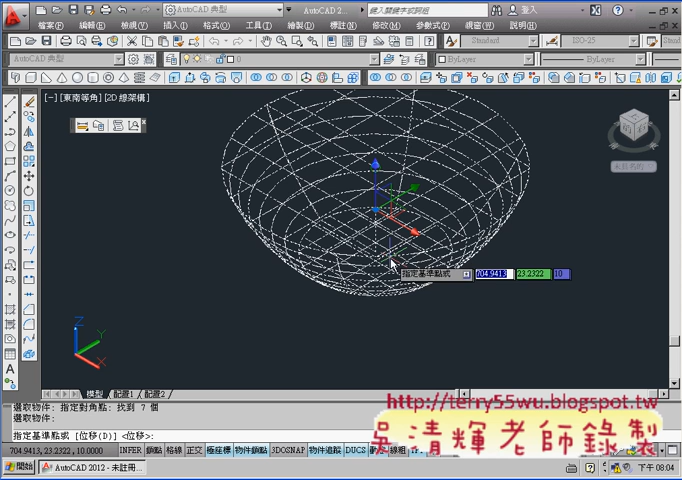 AutoCAD 典型
AutoCAD 2...
鍵入關鍵字或片語
登入
檔案(F) 編輯(E) 檢視(V) 插入(I) 格式(O) 工具(T) 繪製(D) 標註(N) 修改(M) 參數式(P) 視窗(W) 說明(H)
Standard
ISO-25
Standard
AutoCAD 典型
0
ByLayer
ByLayer
[-] [東南等角] [2D 線架構]
未命名
指定基準點或
704.9413
23.2322
10
Z
Y
X
模型
配置1
配置2
選取物件: 指定對角點: 找到 7 個
選取物件:
指定基準點或 [位移(D)] <位移>:
http://terry55wu.blogspot.tw
吳清輝老師錄製
704.9413, 23.2322, 10.0000 INFER 鎖點 格線 正交 極座標 物件鎖點 3DOSNAP 物件追蹤 DUCS 線粗
開始
AutoCAD 2012 - 未註冊...
下午 08:04